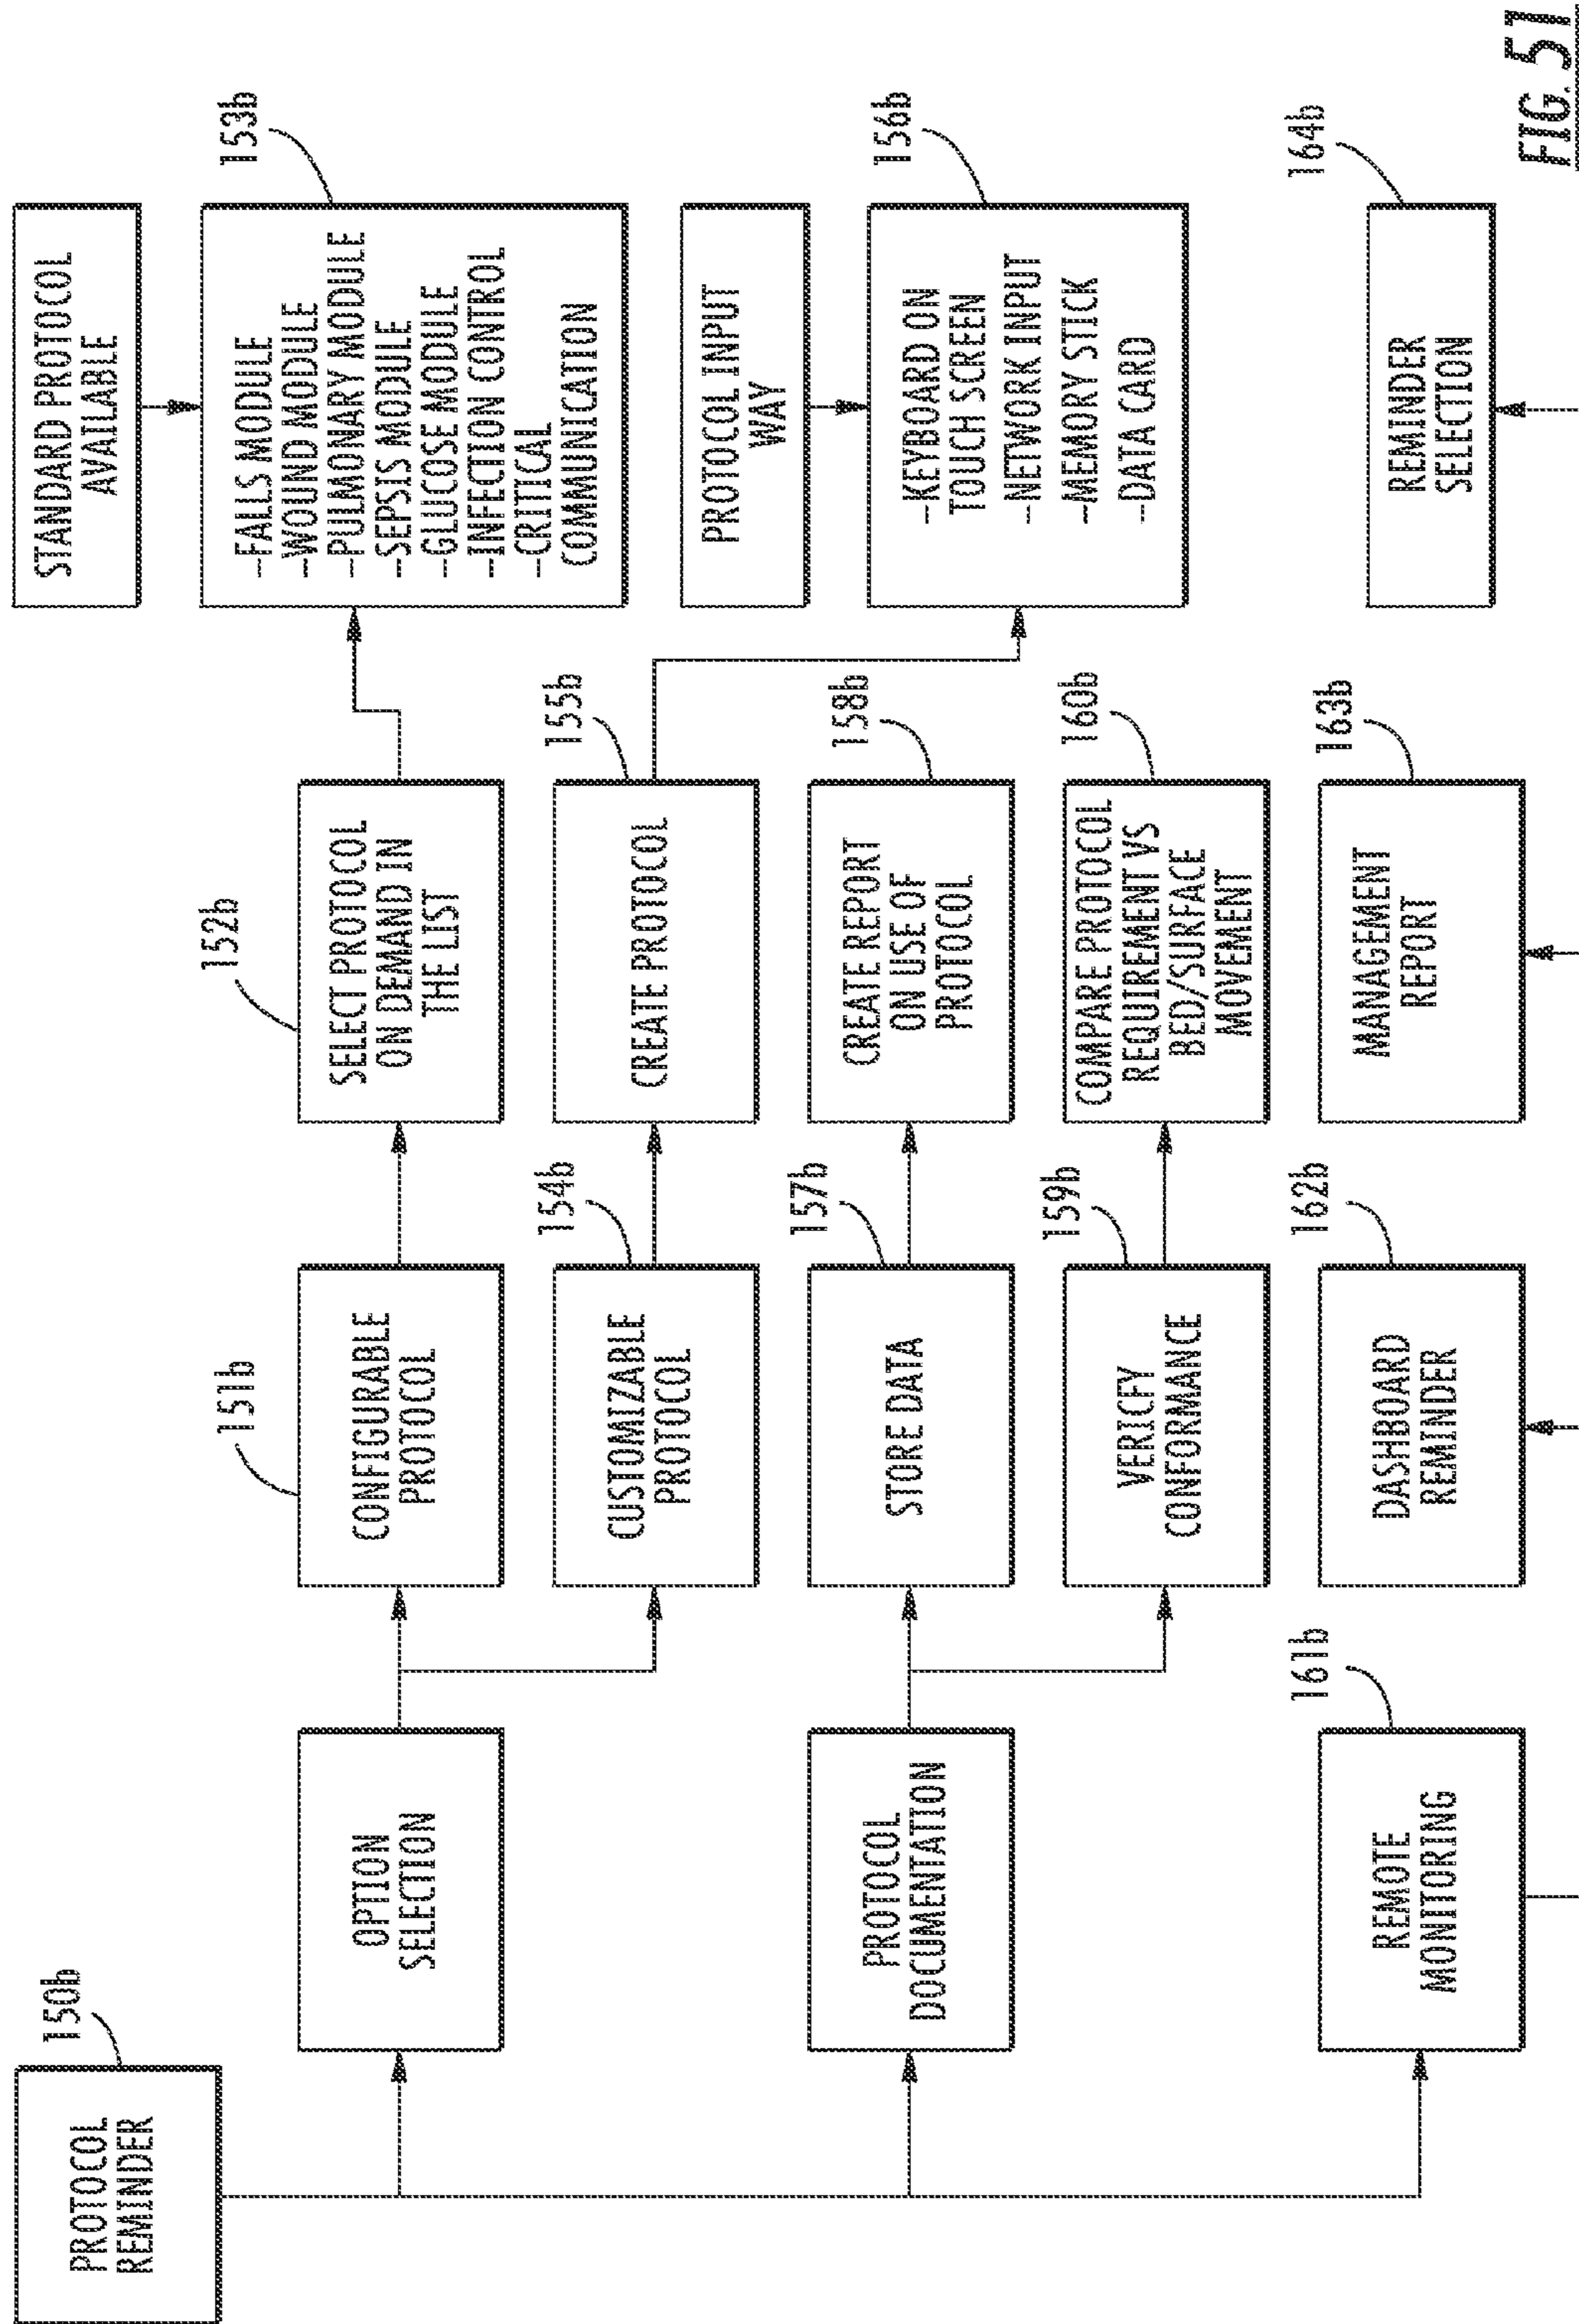 150b
PROTOCOL
REMINDER
OPTION
SELECTION
151b
CONFIGURABLE
PROTOCOL
152b
SELECT PROTOCOL
ON DEMAND IN
THE LIST
STANDARD PROTOCOL
AVAILABLE
153b
-FALLS MODULE
-WOUND MODULE
-PULMONARY MODULE
-SEPSIS MODULE
-GLUCOSE MODULE
-INFECTION CONTROL
-CRITICAL
COMMUNICATION
154b
CUSTOMIZABLE
PROTOCOL
155b
CREATE PROTOCOL
PROTOCOL INPUT
WAY
156b
-KEYBOARD ON
TOUCH SCREEN
-NETWORK INPUT
-MEMORY STICK
-DATA CARD
PROTOCOL
DOCUMENTATION
157b
STORE DATA
158b
CREATE REPORT
ON USE OF
PROTOCOL
159b
VERICFY
CONFORMANCE
160b
COMPARE PROTOCOL
REQUIREMENT VS
BED/SURFACE
MOVEMENT
161b
REMOTE
MONITORING
162b
DASHBOARD
REMINDER
163b
MANAGEMENT
REPORT
164b
REMINDER
SELECTION
FIG. 51